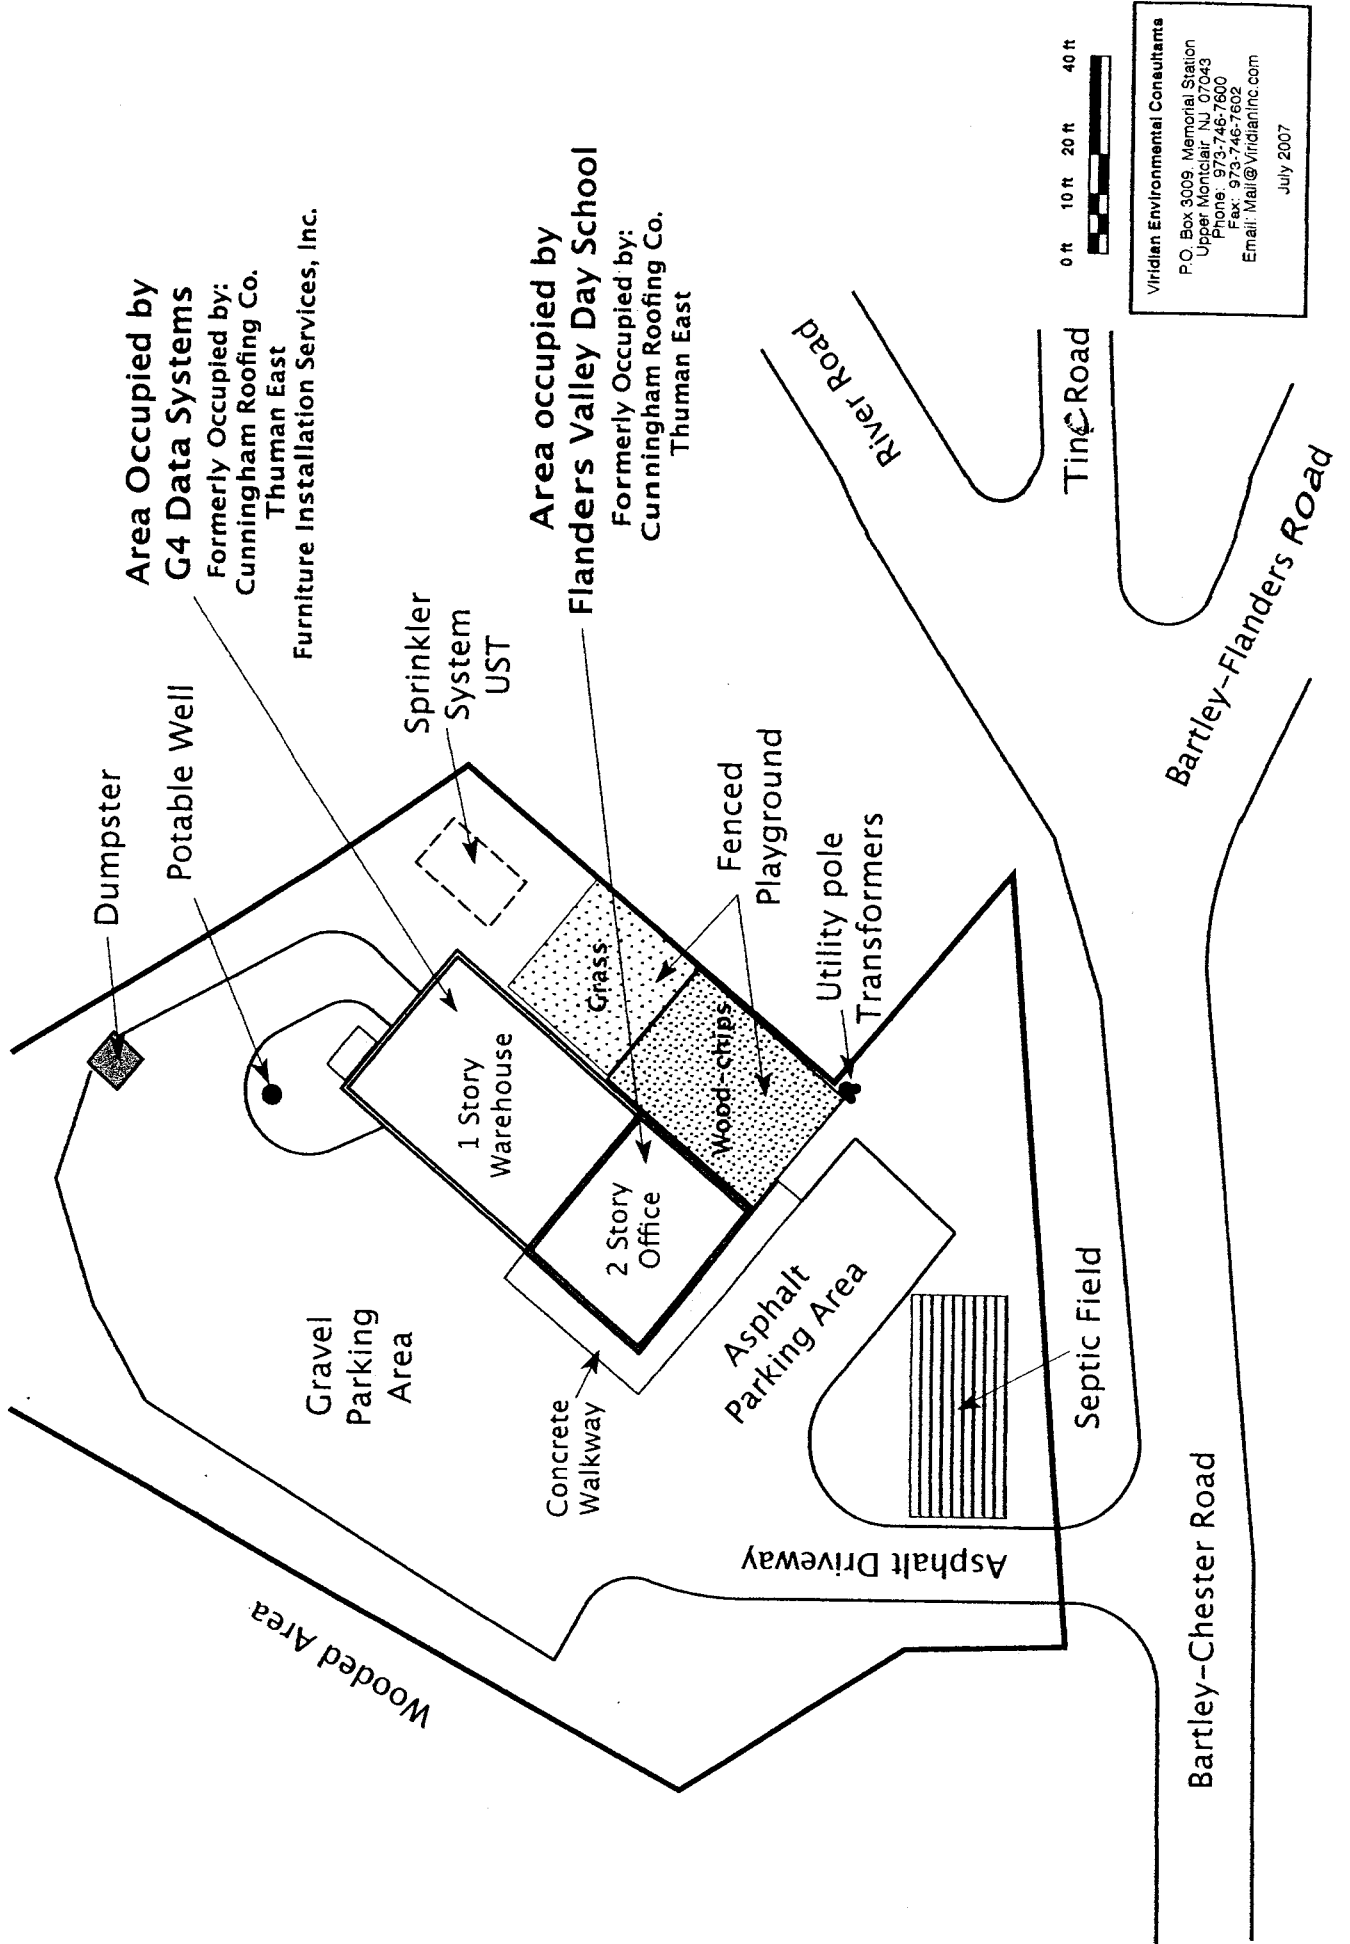 Dumpster
Potable Well
Area Occupied by
G4 Data Systems
Formerly Occupied by:
Cunningham Roofing Co.
Thuman East
Furniture Installation Services, Inc.
Sprinkler
System
UST
Area occupied by
Flanders Valley Day School
Formerly Occupied by:
Cunningham Roofing Co.
Thuman East
Fenced
Playground
Utility pole
Transformers
Grass
Wood-chips
1 Story
Warehouse
2 Story
Office
Gravel
Parking
Area
Concrete
Walkway
Asphalt
Parking Area
Asphalt Driveway
Wooded Area
Septic Field
Bartley-Chester Road
Bartley-Flanders Road
River Road
Road
0 ft 10 ft 20 ft 40 ft
Viridian Environmental Consultants
P.O. Box 3009, Memorial Station
Upper Montclair NJ 07043
Phone: 973-746-7600
Fax: 973-746-7602
Email: Mail@ViridianInc.com
July 2007